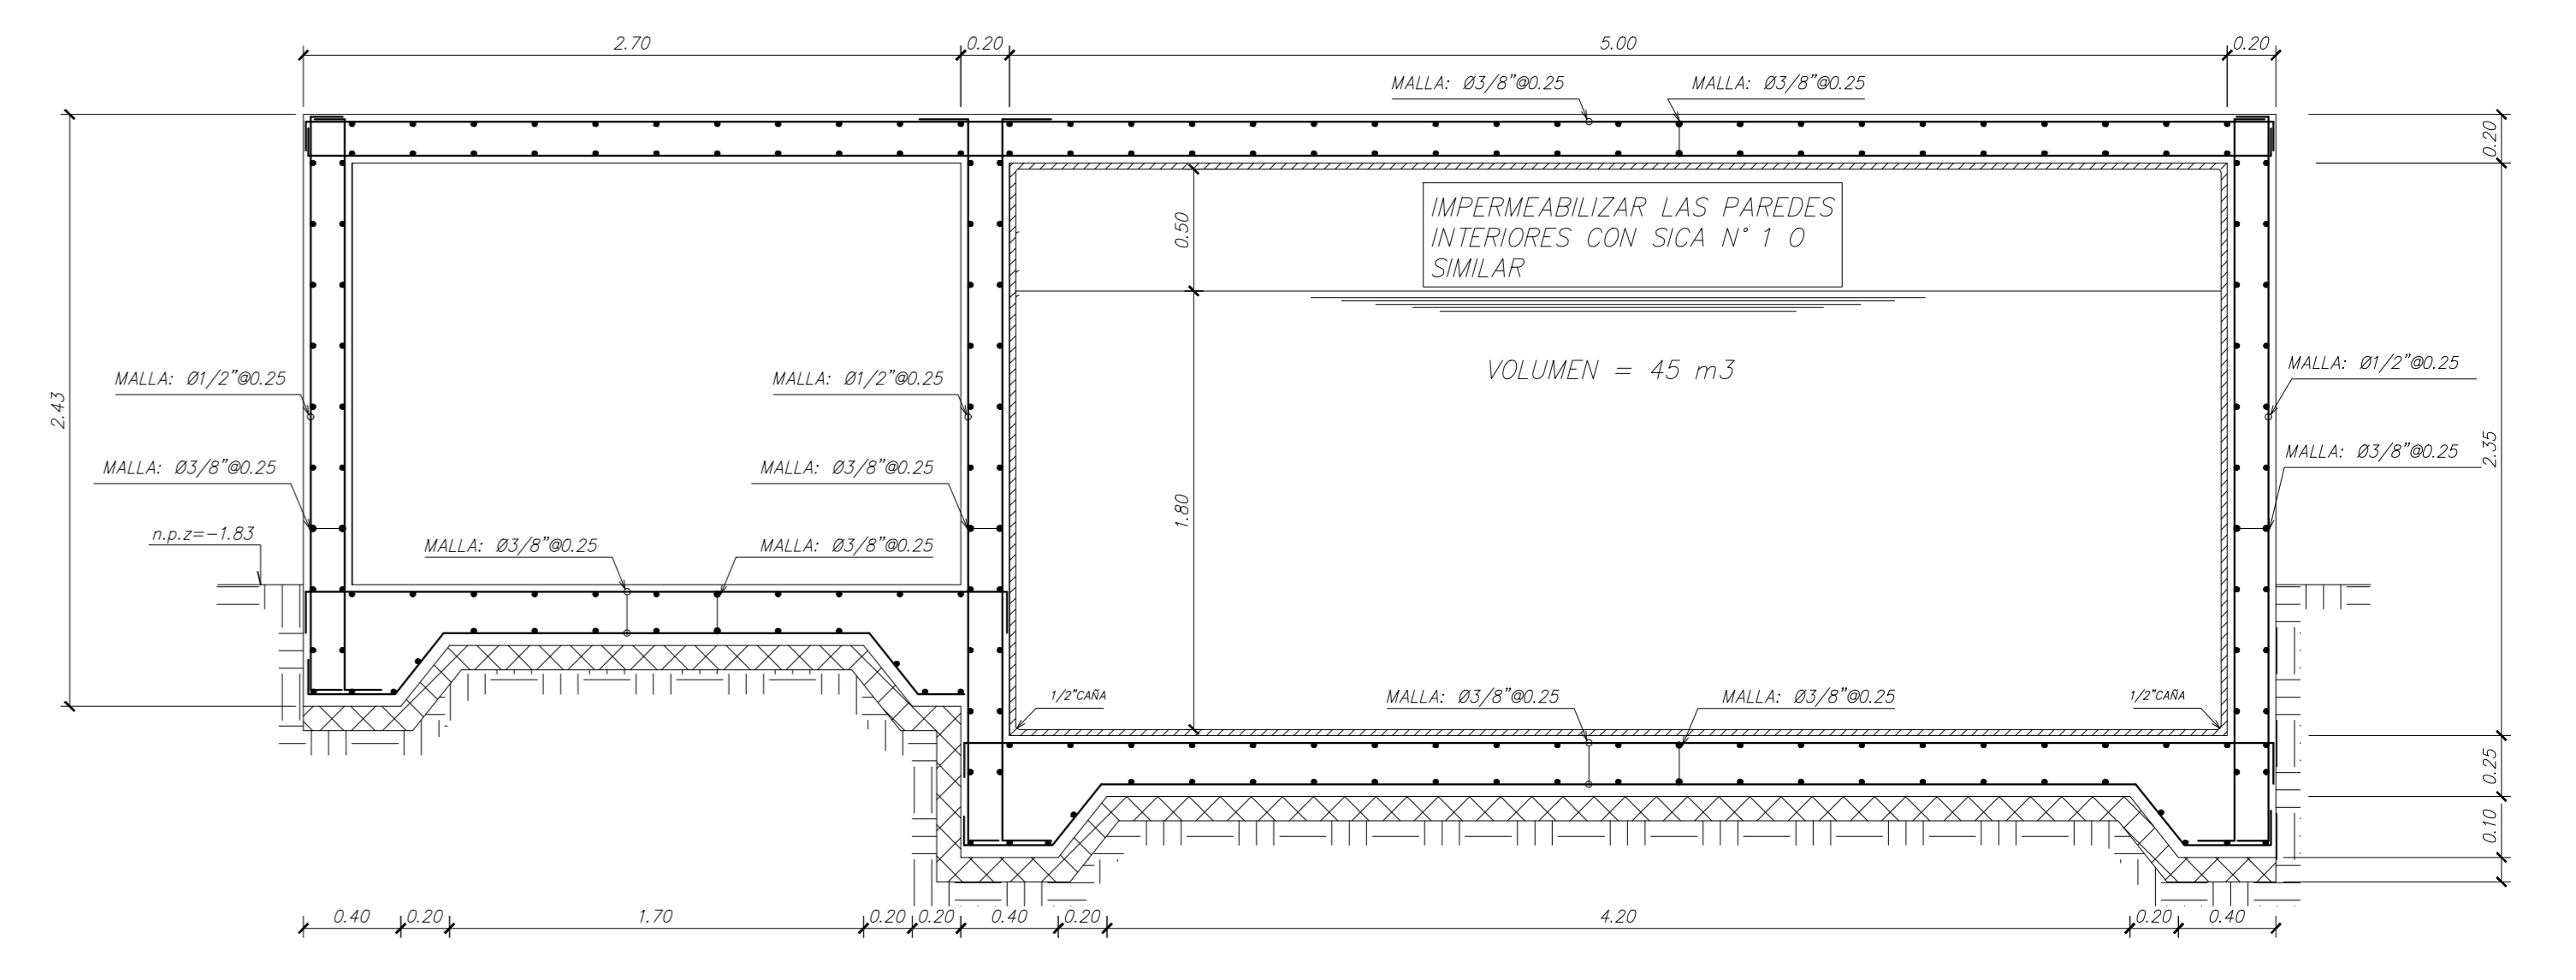 2.70
0.20
5.00
0.20
MALLA: Ø3/8"@0.25
MALLA: Ø3/8"@0.25
0.20
0.50
IMPERMEABILIZAR LAS PAREDES
INTERIORES CON SICA N° 1 O
SIMILAR
VOLUMEN = 45 m3
MALLA: Ø1/2"@0.25
MALLA: Ø1/2"@0.25
MALLA: Ø1/2"@0.25
2.43
MALLA: Ø3/8"@0.25
MALLA: Ø3/8"@0.25
MALLA: Ø3/8"@0.25
2.35
1.80
n.p.z=-1.83
MALLA: Ø3/8"@0.25
MALLA: Ø3/8"@0.25
1/2"CAÑA
MALLA: Ø3/8"@0.25
MALLA: Ø3/8"@0.25
1/2"CAÑA
0.25
0.10
0.40
0.20
1.70
0.20
0.20
0.40
0.20
4.20
0.20
0.40